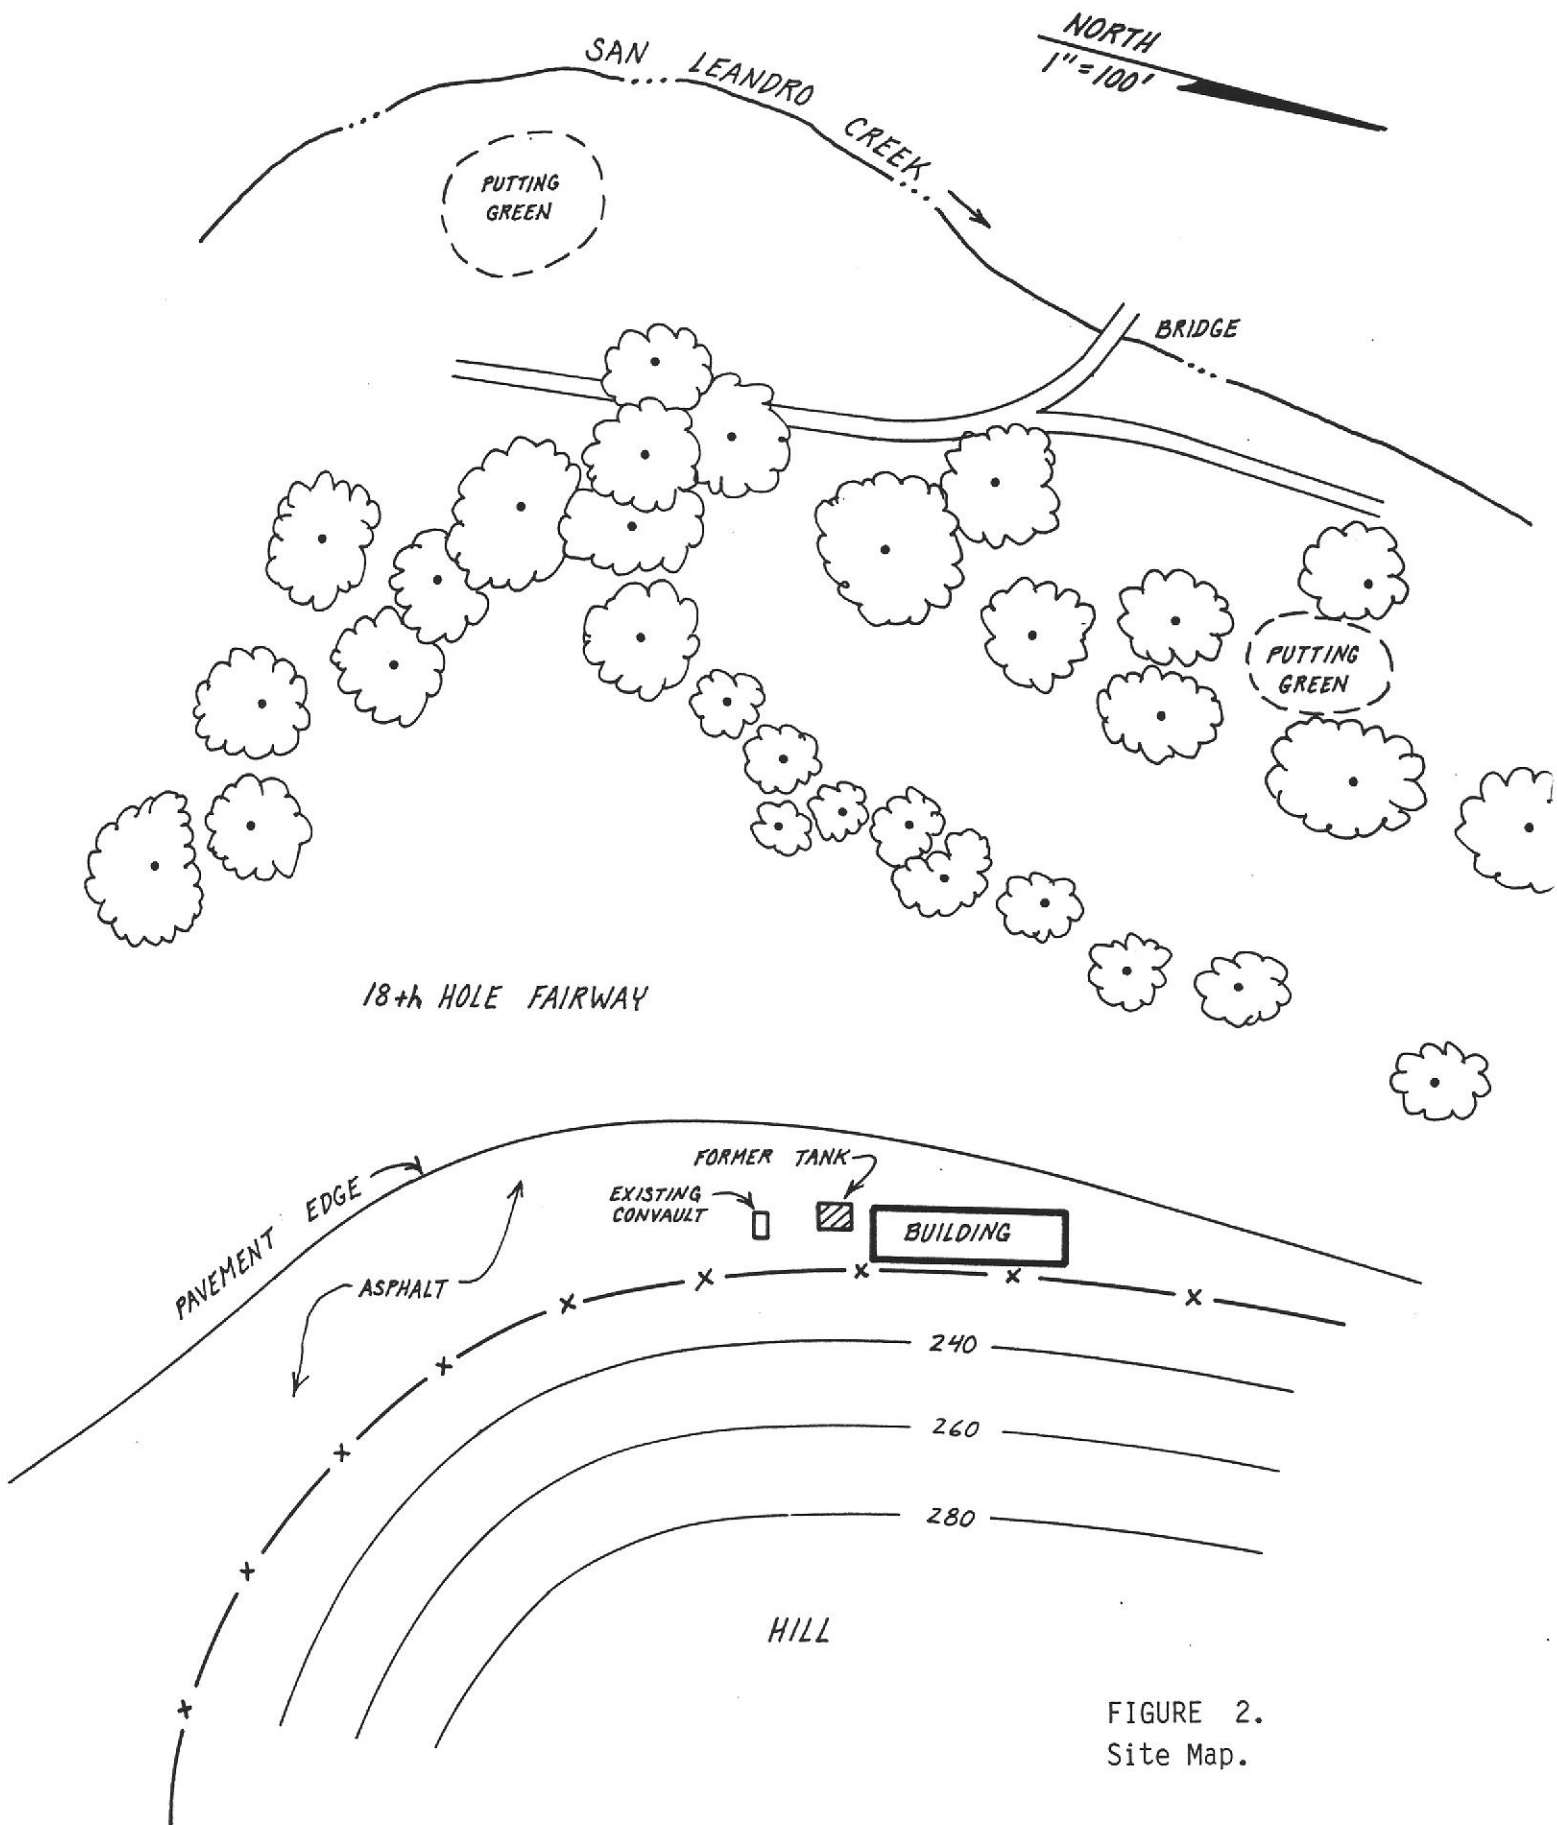 NORTH
1"=100'
SAN LEANDRO CREEK
PUTTING
GREEN
BRIDGE
PUTTING
GREEN
18th HOLE FAIRWAY
PAVEMENT EDGE
FORMER TANK
EXISTING
CONVAULT
BUILDING
ASPHALT
240
260
280
HILL
FIGURE 2.
Site Map.